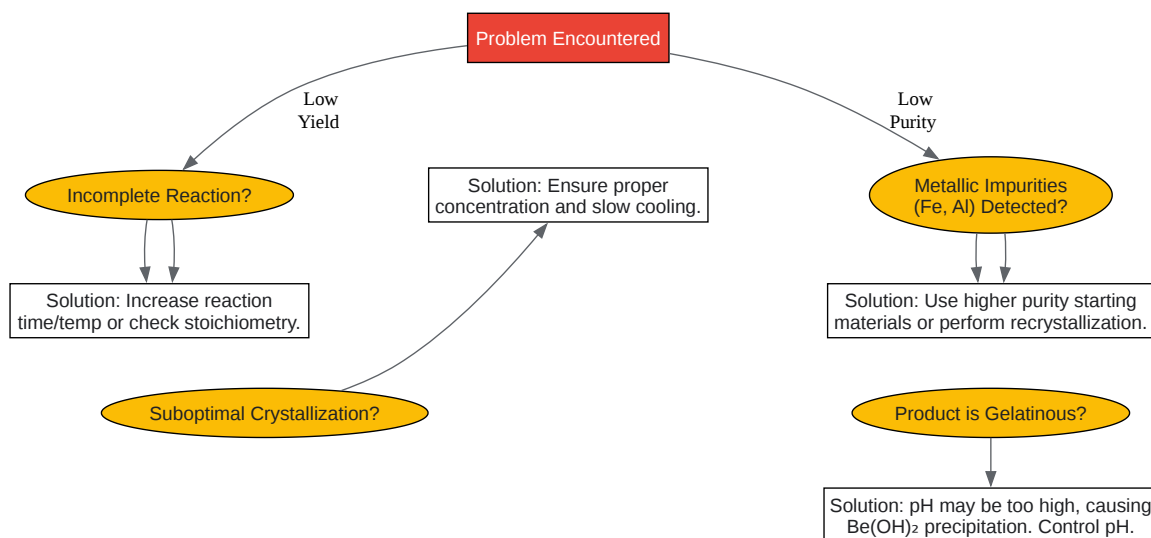 Problem Encountered
Low
Yield
Low
Purity
Incomplete Reaction?
Solution: Ensure proper
concentration and slow cooling.
Metallic Impurities
(Fe, Al) Detected?
Solution: Increase reaction
time/temp or check stoichiometry.
Solution: Use higher purity starting
materials or perform recrystallization.
Suboptimal Crystallization?
Product is Gelatinous?
Solution: pH may be too high, causing
Be(OH)₂ precipitation. Control pH.